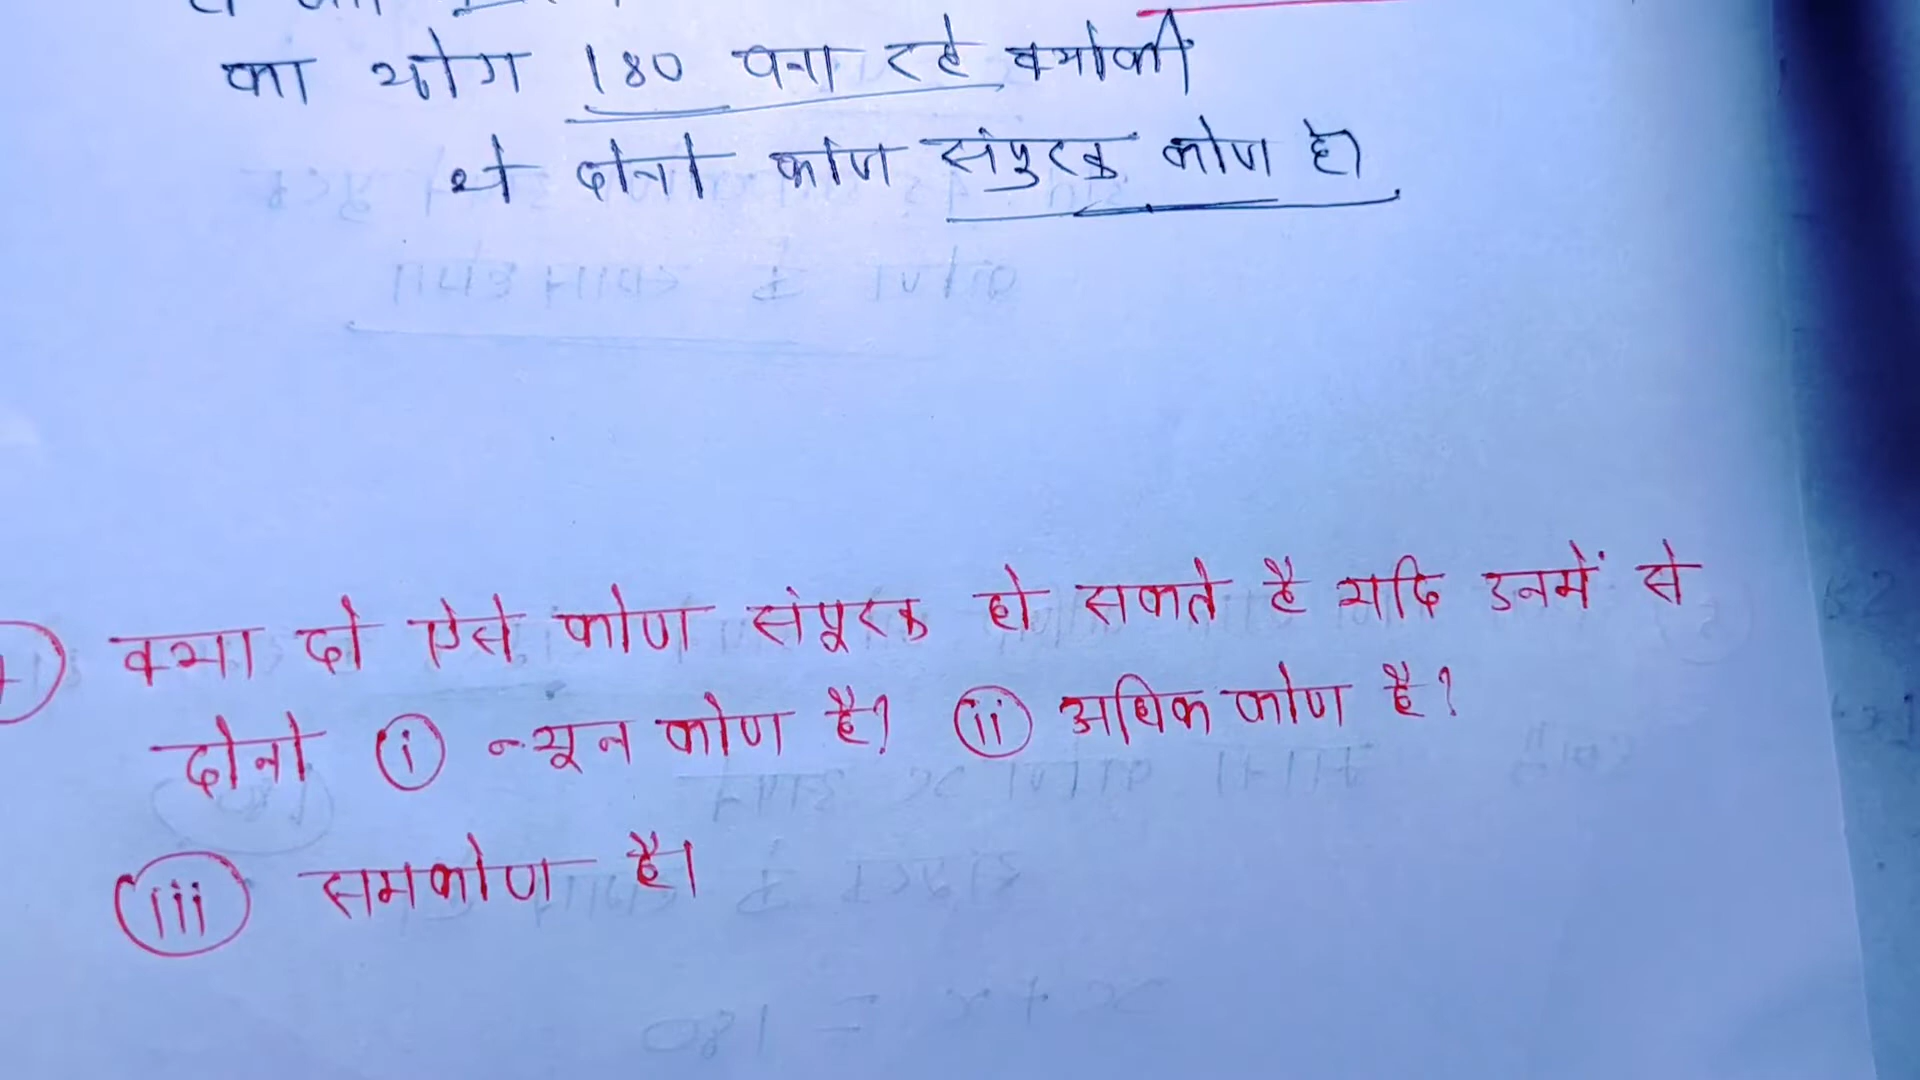 का योग 180 बना रहे क्योकी
ये दोनो कोण संपुरक कोण है।
क्या दो ऐसे कोण संपूरक हो सकते है यदि उनमें से
दोनो (i) न्यून कोण है? (ii) अधिक कोण है?
(iii) समकोण है।